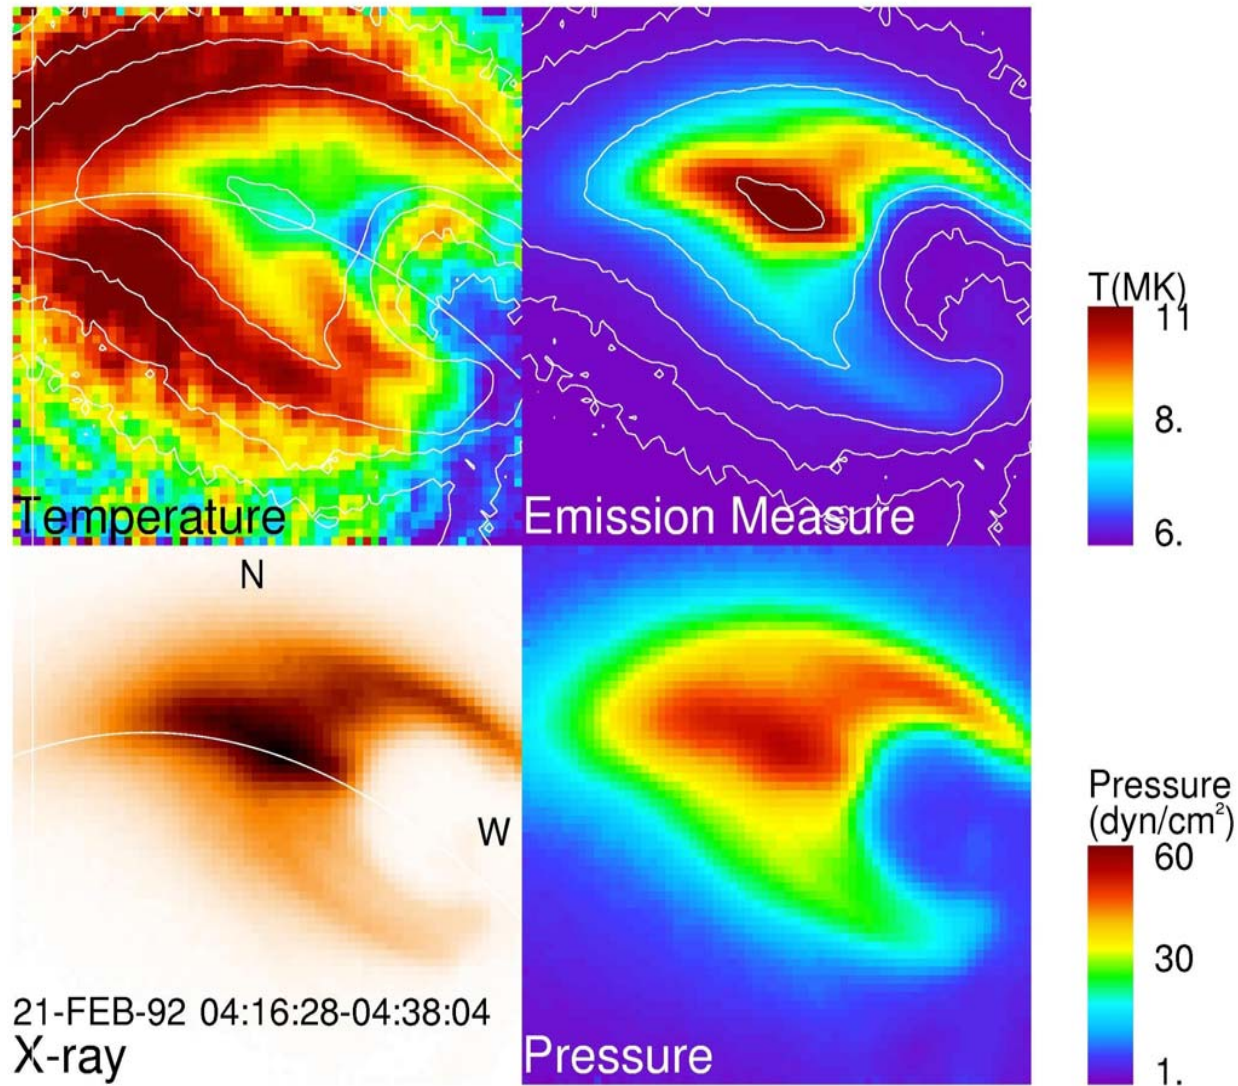 Temperature
Emission Measure
T(MK)
11
8.
6.
N
W
21-FEB-92 04:16:28-04:38:04
X-ray
Pressure
Pressure
(dyn/cm²)
60
30
1.